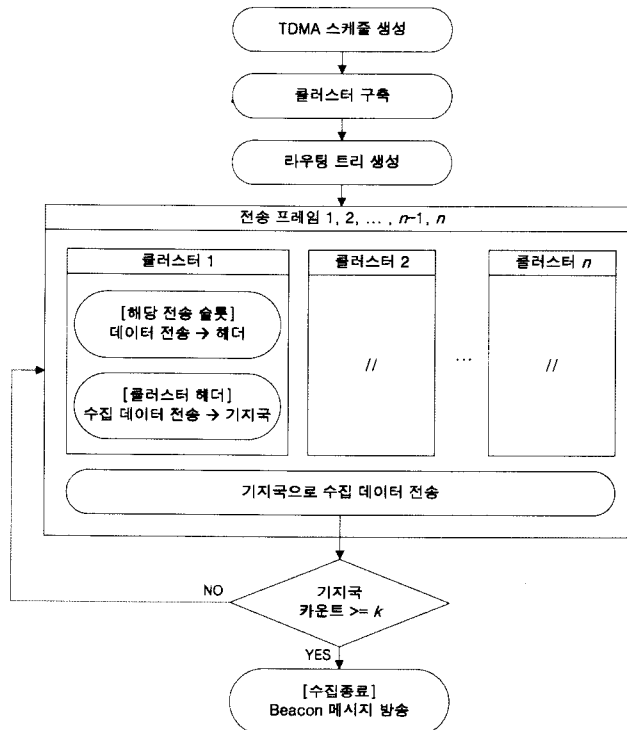 TDMA 스케줄 생성
클러스터 구축
라우팅 트리 생성
전송 프레임 1, 2, … , n-1, n
클러스터 1
클러스터 2
클러스터 n
[해당 전송 슬롯]
데이터 전송 → 헤더
//
…
//
[클러스터 헤더]
수집 데이터 전송 → 기지국
기지국으로 수집 데이터 전송
NO
기지국
카운트 >= k
YES
[수집종료]
Beacon 메시지 방송